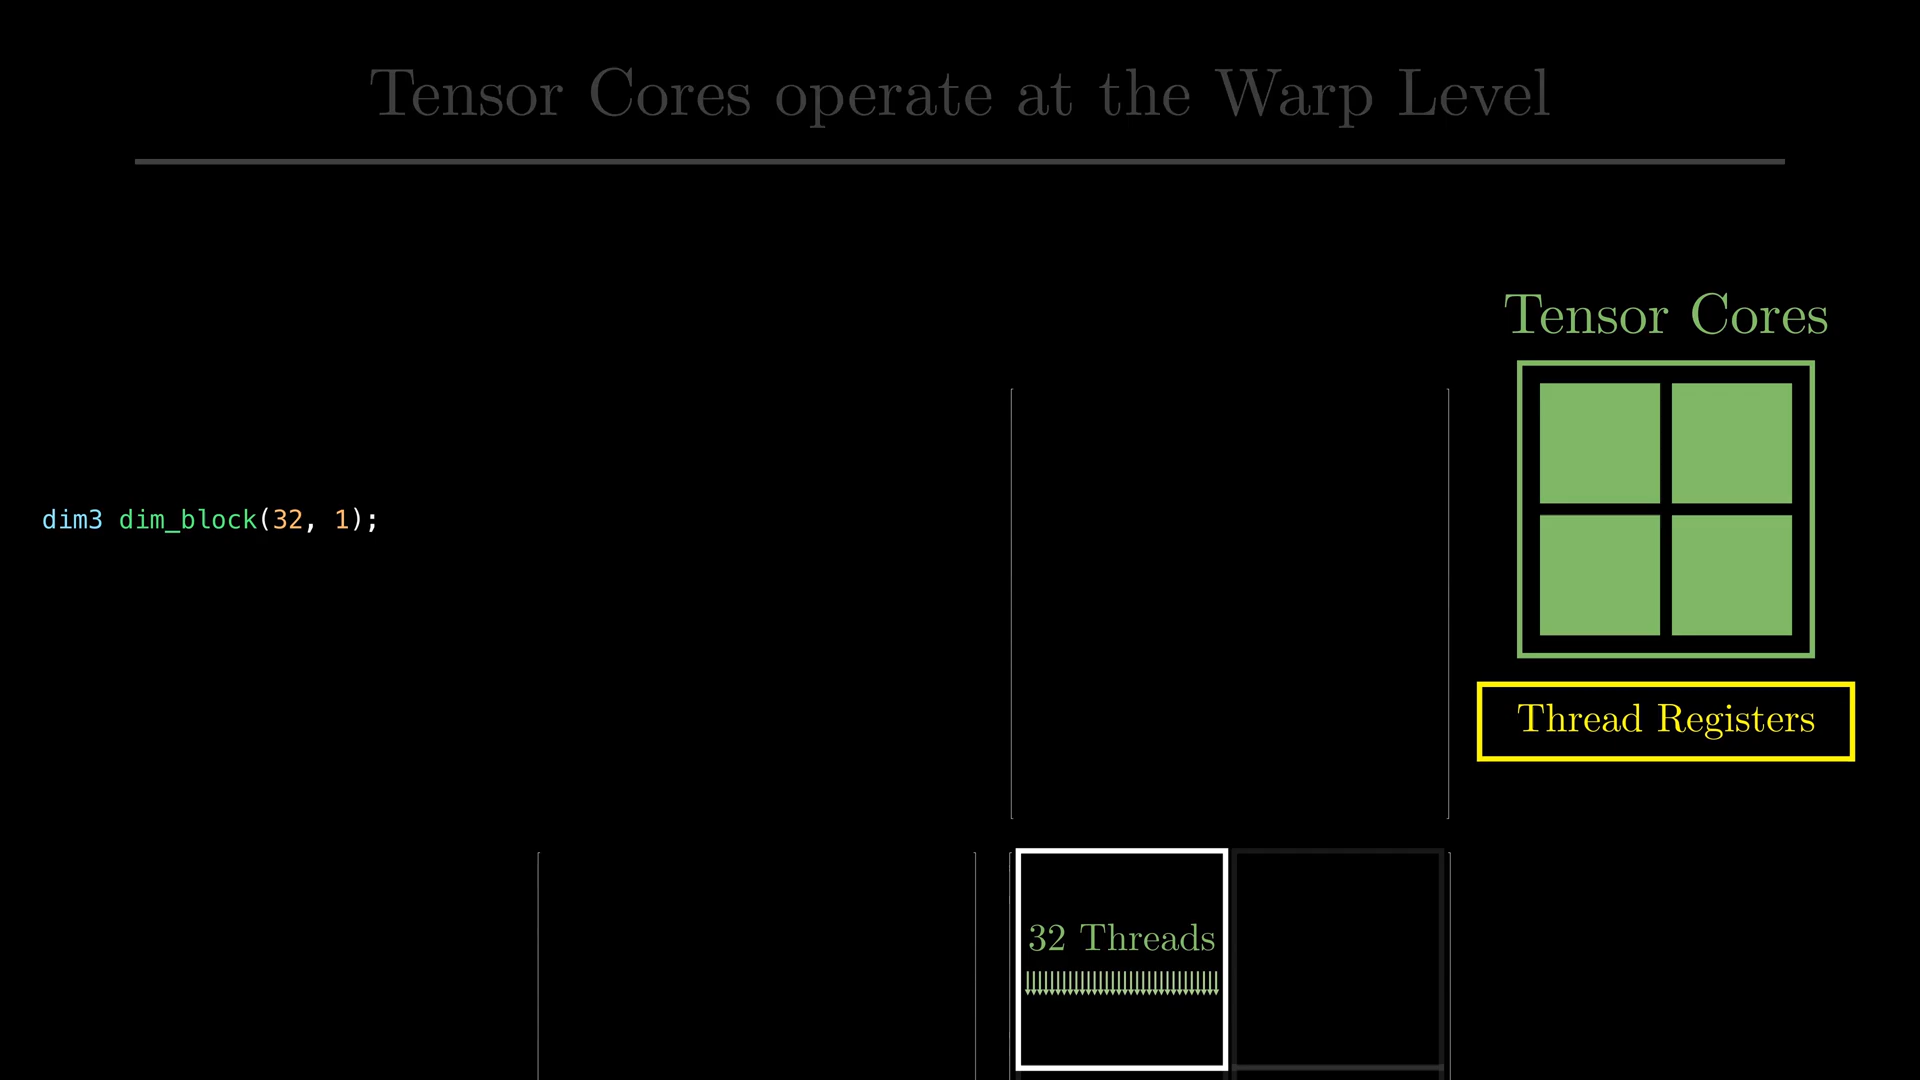 Tensor Cores operate at the Warp Level
Tensor Cores
dim3 dim_block(32, 1);
Thread Registers
32 Threads